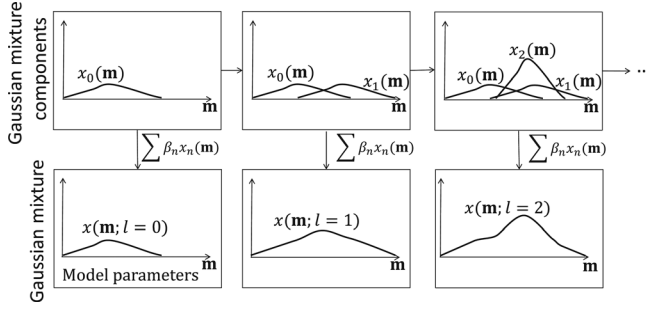 Gaussian mixture
components
x₀(𝐦)
𝐦
x₀(𝐦)
x₁(𝐦)
𝐦
x₂(𝐦)
x₀(𝐦)
x₁(𝐦)
𝐦
..
∑ βₙxₙ(𝐦)
∑ βₙxₙ(𝐦)
∑ βₙxₙ(𝐦)
Gaussian mixture
x(𝐦; l = 0)
𝐦
Model parameters
x(𝐦; l = 1)
𝐦
x(𝐦; l = 2)
𝐦